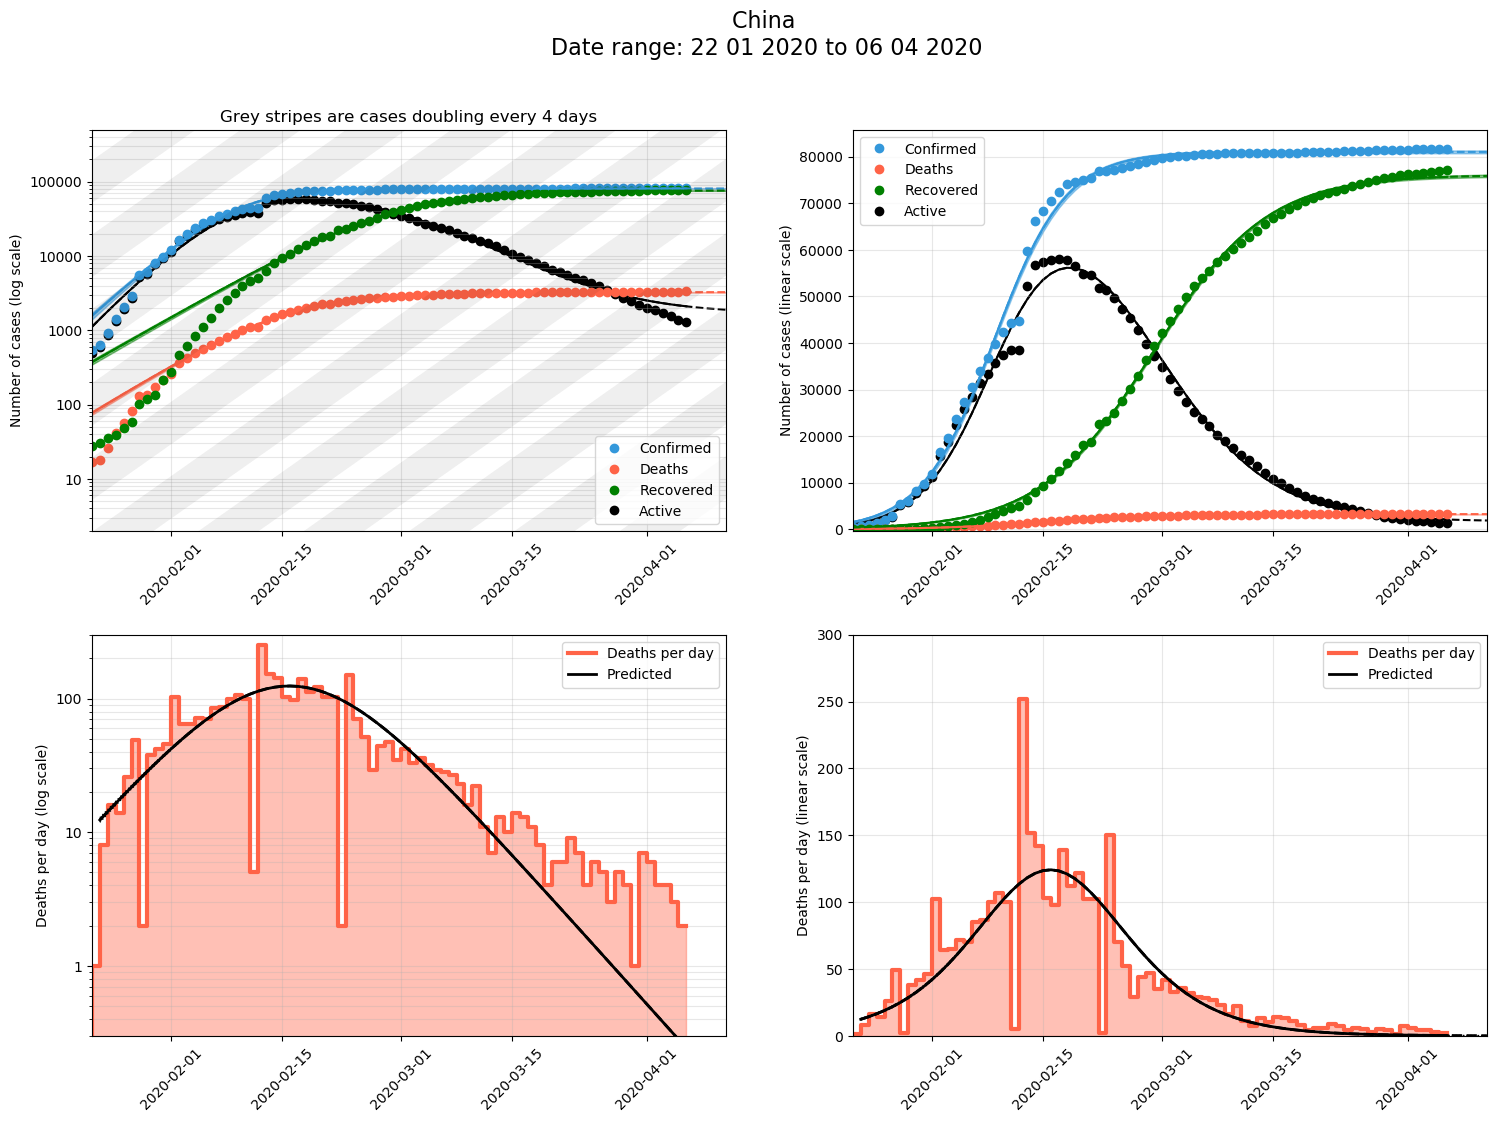 China
Date range: 22 01 2020 to 06 04 2020
Grey stripes are cases doubling every 4 days
Number of cases (log scale)
100000
10000
1000
100
10
Confirmed
Deaths
Recovered
Active
2020-02-01
2020-02-15
2020-03-01
2020-03-15
2020-04-01
Number of cases (linear scale)
80000
70000
60000
50000
40000
30000
20000
10000
0
Confirmed
Deaths
Recovered
Active
2020-02-01
2020-02-15
2020-03-01
2020-03-15
2020-04-01
Deaths per day (log scale)
100
10
1
Deaths per day
Predicted
2020-02-01
2020-02-15
2020-03-01
2020-03-15
2020-04-01
Deaths per day (linear scale)
300
250
200
150
100
50
0
Deaths per day
Predicted
2020-02-01
2020-02-15
2020-03-01
2020-03-15
2020-04-01